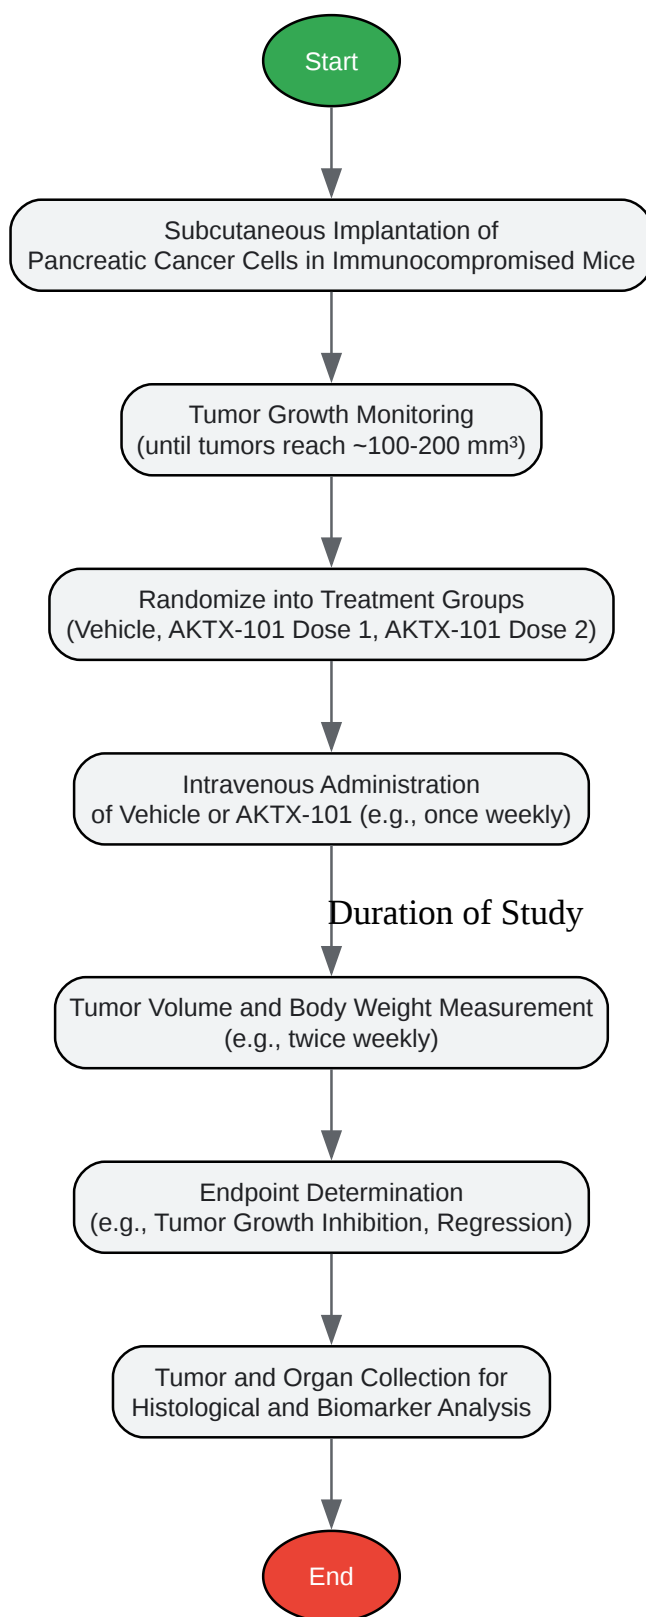 Start
Subcutaneous Implantation of
Pancreatic Cancer Cells in Immunocompromised Mice
Tumor Growth Monitoring
(until tumors reach ~100-200 mm³)
Randomize into Treatment Groups
(Vehicle, AKTX-101 Dose 1, AKTX-101 Dose 2)
Intravenous Administration
of Vehicle or AKTX-101 (e.g., once weekly)
Duration of Study
Tumor Volume and Body Weight Measurement
(e.g., twice weekly)
Endpoint Determination
(e.g., Tumor Growth Inhibition, Regression)
Tumor and Organ Collection for
Histological and Biomarker Analysis
End